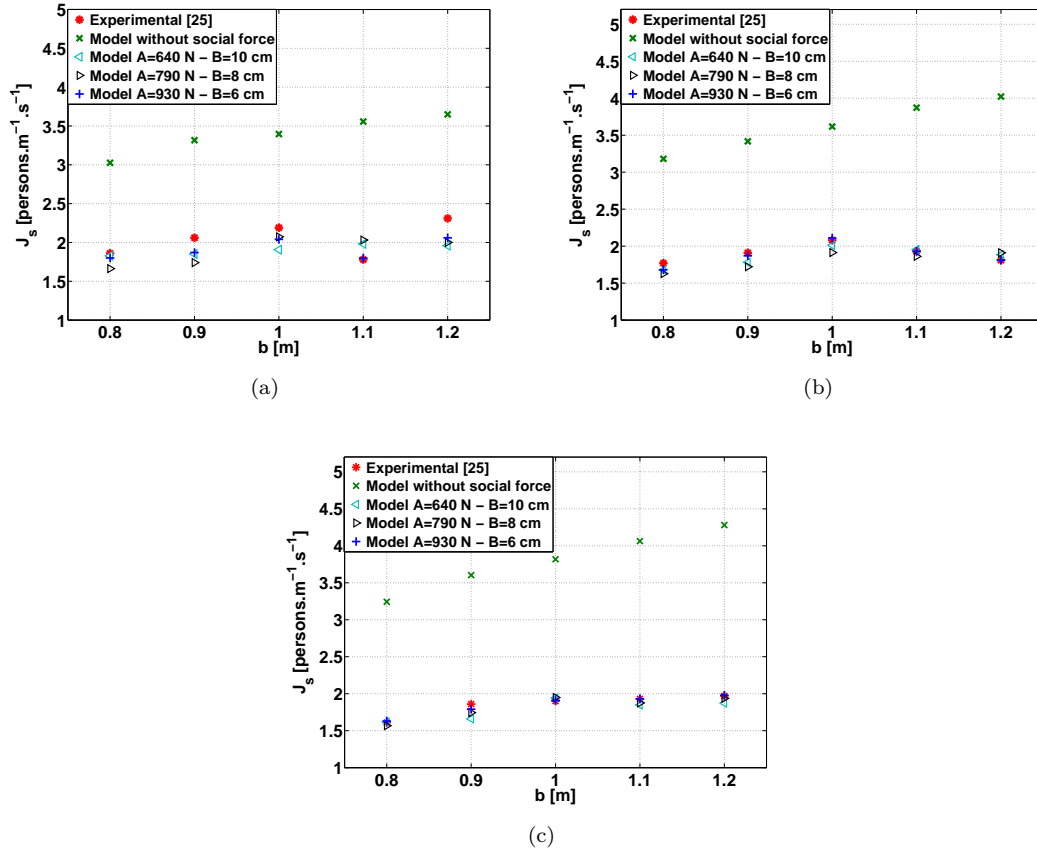 Experimental [25]
Model without social force
Model A=640 N − B=10 cm
Model A=790 N − B=8 cm
Model A=930 N − B=6 cm
5
4.5
4
3.5
3
2.5
2
1.5
1
J_s [persons.m⁻¹.s⁻¹]
0.8 0.9 1 1.1 1.2
b [m]
(a)
Experimental [25]
Model without social force
Model A=640 N − B=10 cm
Model A=790 N − B=8 cm
Model A=930 N − B=6 cm
5
4.5
4
3.5
3
2.5
2
1.5
1
J_s [persons.m⁻¹.s⁻¹]
0.8 0.9 1 1.1 1.2
b [m]
(b)
Experimental [25]
Model without social force
Model A=640 N − B=10 cm
Model A=790 N − B=8 cm
Model A=930 N − B=6 cm
5
4.5
4
3.5
3
2.5
2
1.5
1
J_s [persons.m⁻¹.s⁻¹]
0.8 0.9 1 1.1 1.2
b [m]
(c)